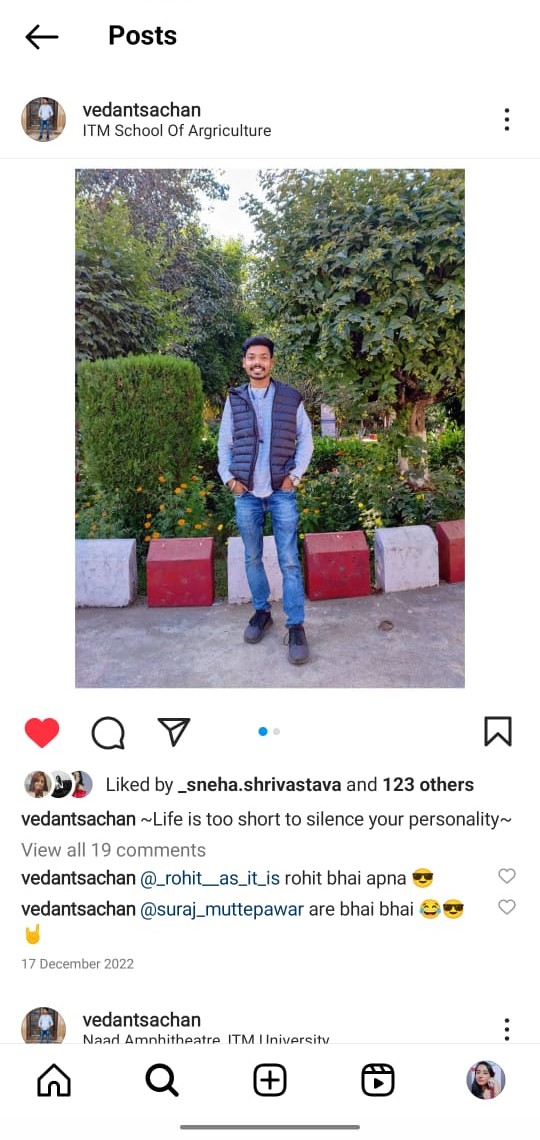 Posts
vedantsachan
ITM School Of Argriculture
Liked by _sneha.shrivastava and 123 others
vedantsachan ~Life is too short to silence your personality~
View all 19 comments
vedantsachan @_rohit__as_it_is rohit bhai apna 😎
vedantsachan @suraj_muttepawar are bhai bhai 😂😎
🤘
17 December 2022
vedantsachan
Naad Amphitheatre, ITM University